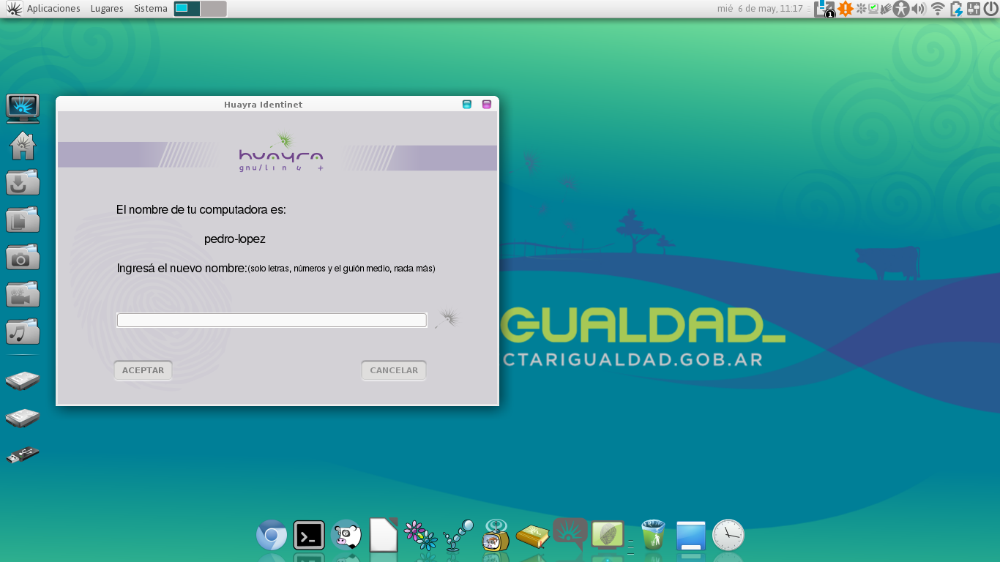 Aplicaciones Lugares Sistema mié 6 de may, 11:17 1
Huayra Identinet
huayra
gnu/linux
El nombre de tu computadora es:
pedro-lopez
Ingresá el nuevo nombre:(solo letras, números y el guión medio, nada más)
GUALDAD_
CTARIGUALDAD.GOB.AR
ACEPTAR CANCELAR